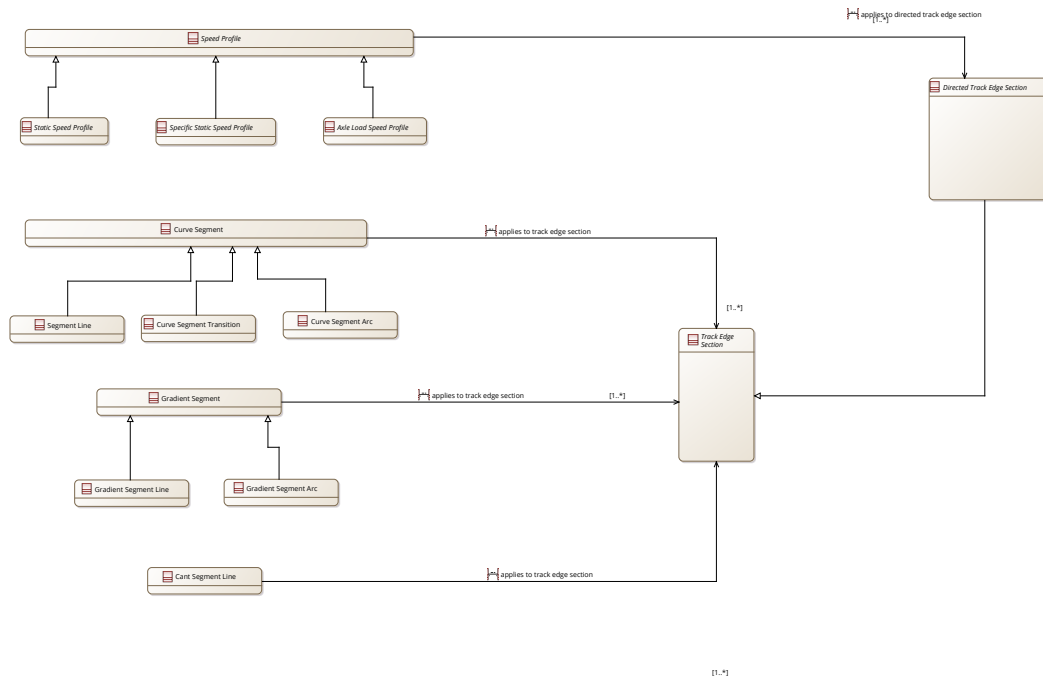 applies to directed track edge section
[1..*]
Speed Profile
Directed Track Edge Section
Static Speed Profile
Specific Static Speed Profile
Axle Load Speed Profile
Curve Segment
applies to track edge section
[1..*]
Segment Line
Curve Segment Transition
Curve Segment Arc
Track Edge
Section
Gradient Segment
applies to track edge section
[1..*]
Gradient Segment Line
Gradient Segment Arc
Cant Segment Line
applies to track edge section
[1..*]